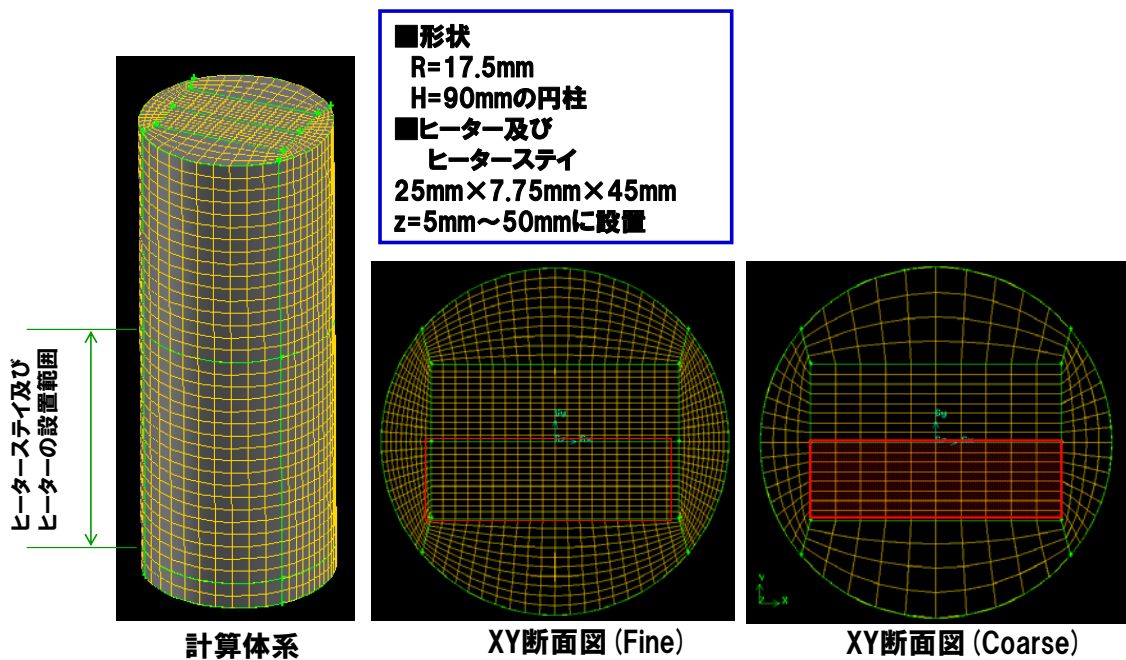 ■形状
R=17.5mm
H=90mmの円柱
■ヒーター及び
ヒーターステイ
25mm×7.75mm×45mm
z=5mm～50mmに設置
ヒーターステイ及び
ヒーターの設置範囲
計算体系
XY断面図(Fine)
XY断面図(Coarse)